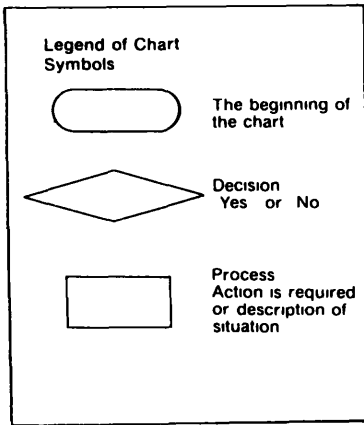 Legend of Chart
Symbols
The beginning of
the chart
Decision
Yes or No
Process
Action is required
or description of
situation